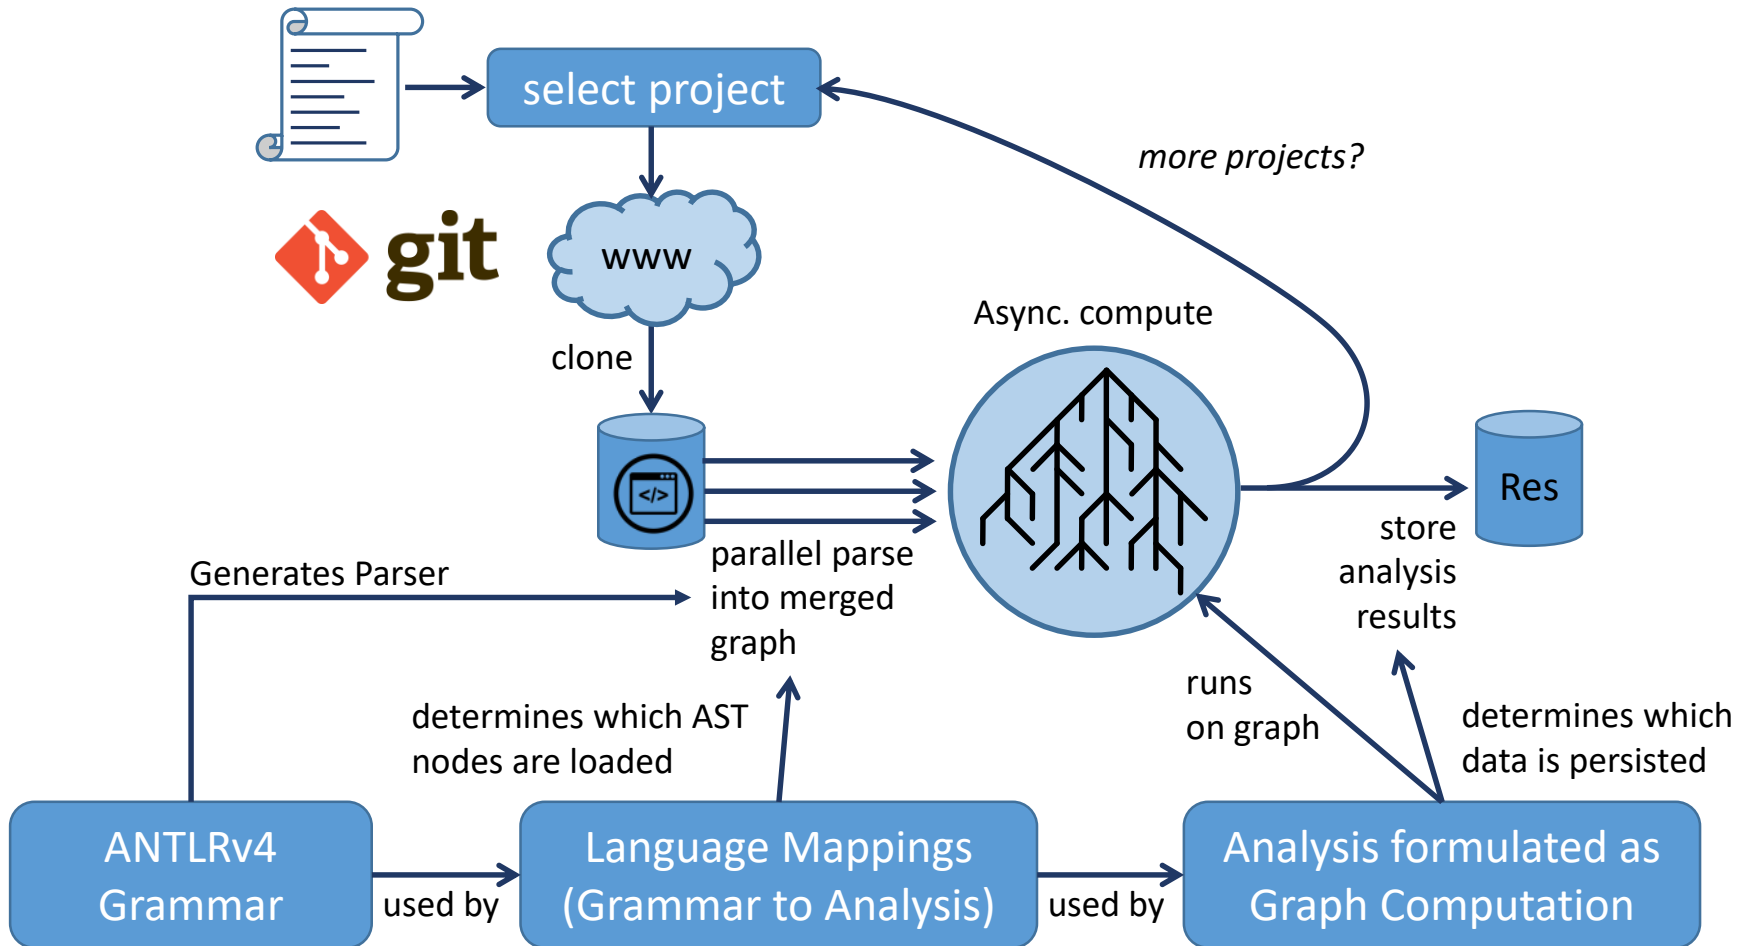 select project
more projects?
git
www
Async. compute
clone
</>
Res
parallel parse
into merged
graph
store
analysis
results
Generates Parser
runs
on graph
determines which AST
nodes are loaded
determines which
data is persisted
ANTLRv4
Grammar
used by
Language Mappings
(Grammar to Analysis)
used by
Analysis formulated as
Graph Computation